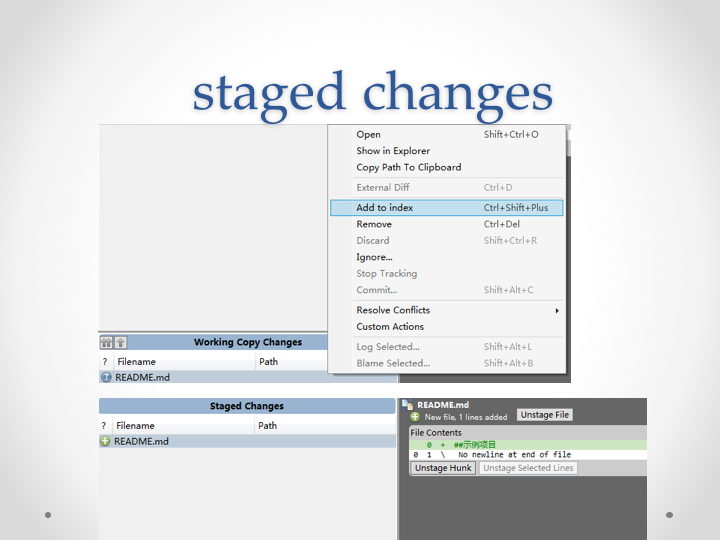 staged changes
Open Shift+Ctrl+O
Show in Explorer
Copy Path To Clipboard
External Diff Ctrl+D
Add to index Ctrl+Shift+Plus
Remove Ctrl+Del
Discard Shift+Ctrl+R
Ignore...
Stop Tracking
Commit... Shift+Alt+C
Resolve Conflicts
Custom Actions
Log Selected... Shift+Alt+L
Blame Selected... Shift+Alt+B
Working Copy Changes
? Filename Path
? README.md
Staged Changes
? Filename Path
README.md
README.md
New file, 1 lines added Unstage File
File Contents
0 + ##示例项目
0 1 \ No newline at end of file
Unstage Hunk Unstage Selected Lines